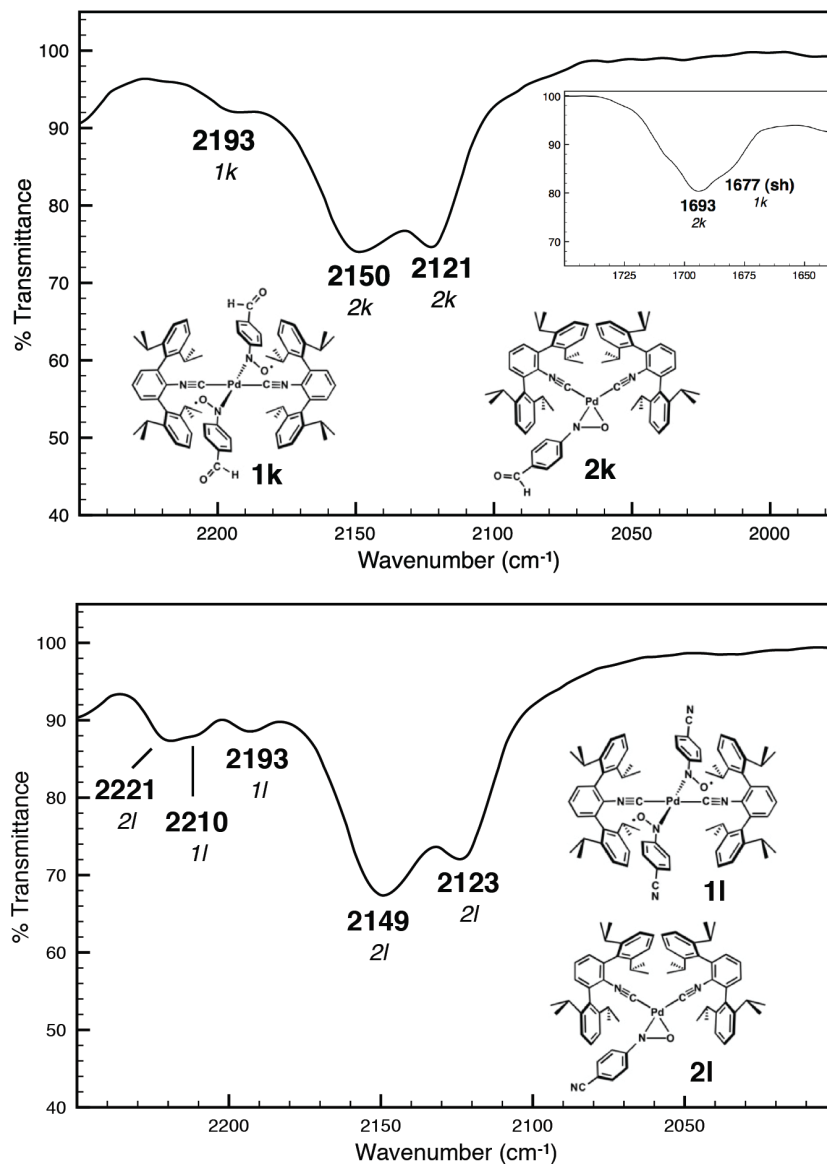 100
90
80
70
60
50
40
% Transmittance
2193
1k
2150
2k
2121
2k
100
90
80
70
1693
2k
1677 (sh)
1k
1725
1700
1675
1650
H
C
O
N
O•
N≡C
Pd
C≡N
•O
N
O
C
H
1k
N≡C
C≡N
Pd
N
O
O
C
H
2k
2200
2150
2100
2050
2000
Wavenumber (cm-1)
100
90
80
70
60
50
40
% Transmittance
2221
2l
2210
1l
2193
1l
2149
2l
2123
2l
N
C
N
O•
N≡C
Pd
C≡N
•O
N
C
N
1l
N≡C
C≡N
Pd
N
O
NC
2l
2200
2150
2100
2050
Wavenumber (cm-1)